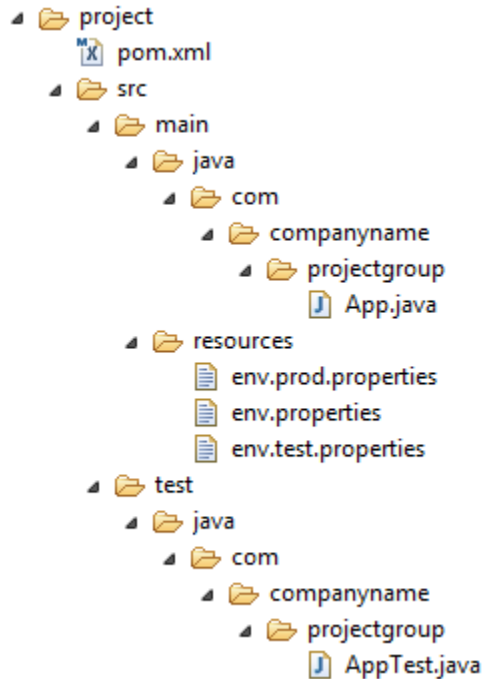 project
pom.xml
src
main
java
com
companyname
projectgroup
App.java
resources
env.prod.properties
env.properties
env.test.properties
test
java
com
companyname
projectgroup
AppTest.java